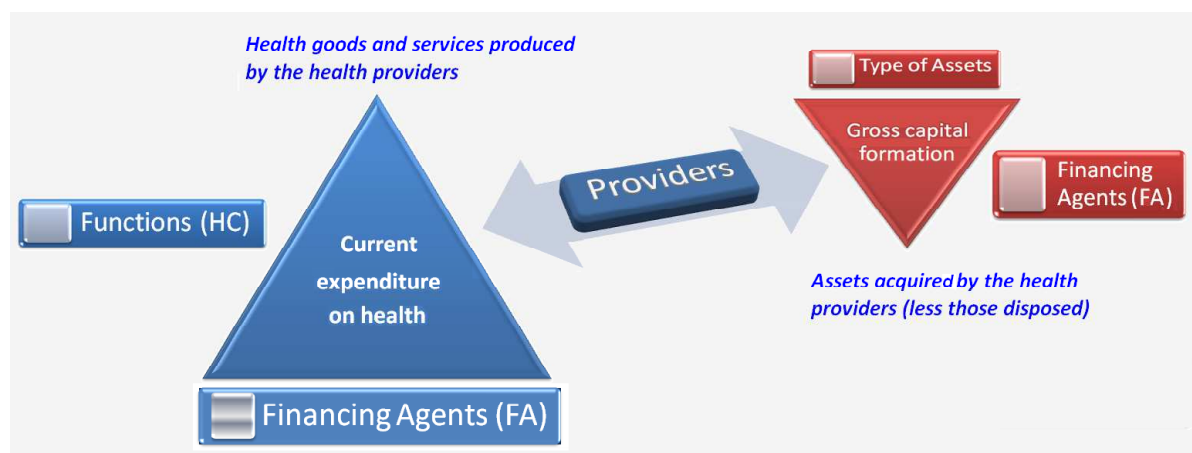 Health goods and services produced
by the health providers
Type of Assets
Gross capital
formation
Providers
Financing
Agents (FA)
Functions (HC)
Current
expenditure
on health
Assets acquired by the health
providers (less those disposed)
Financing Agents (FA)